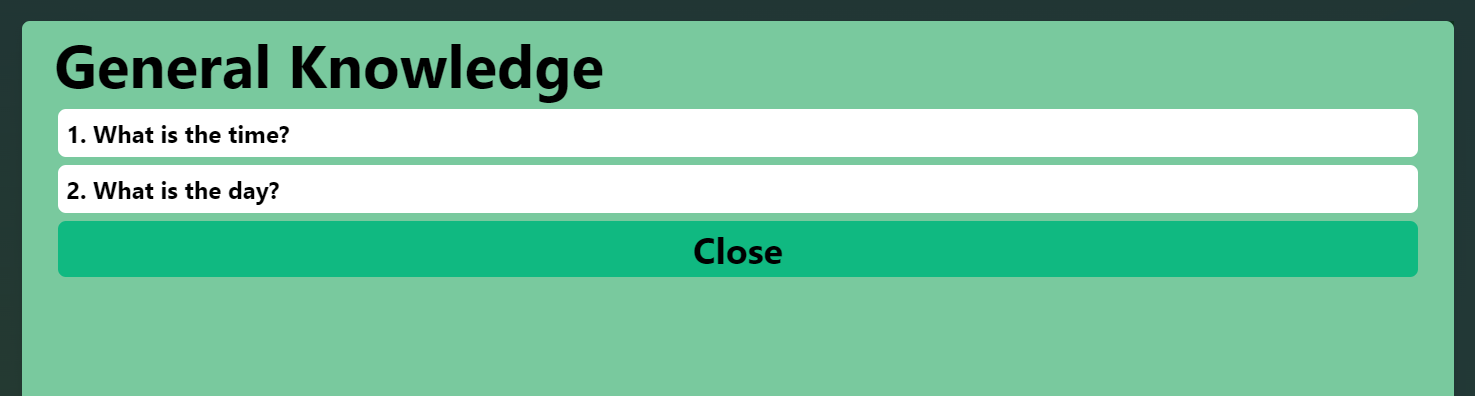 General Knowledge
1. What is the time?
2. What is the day?
Close